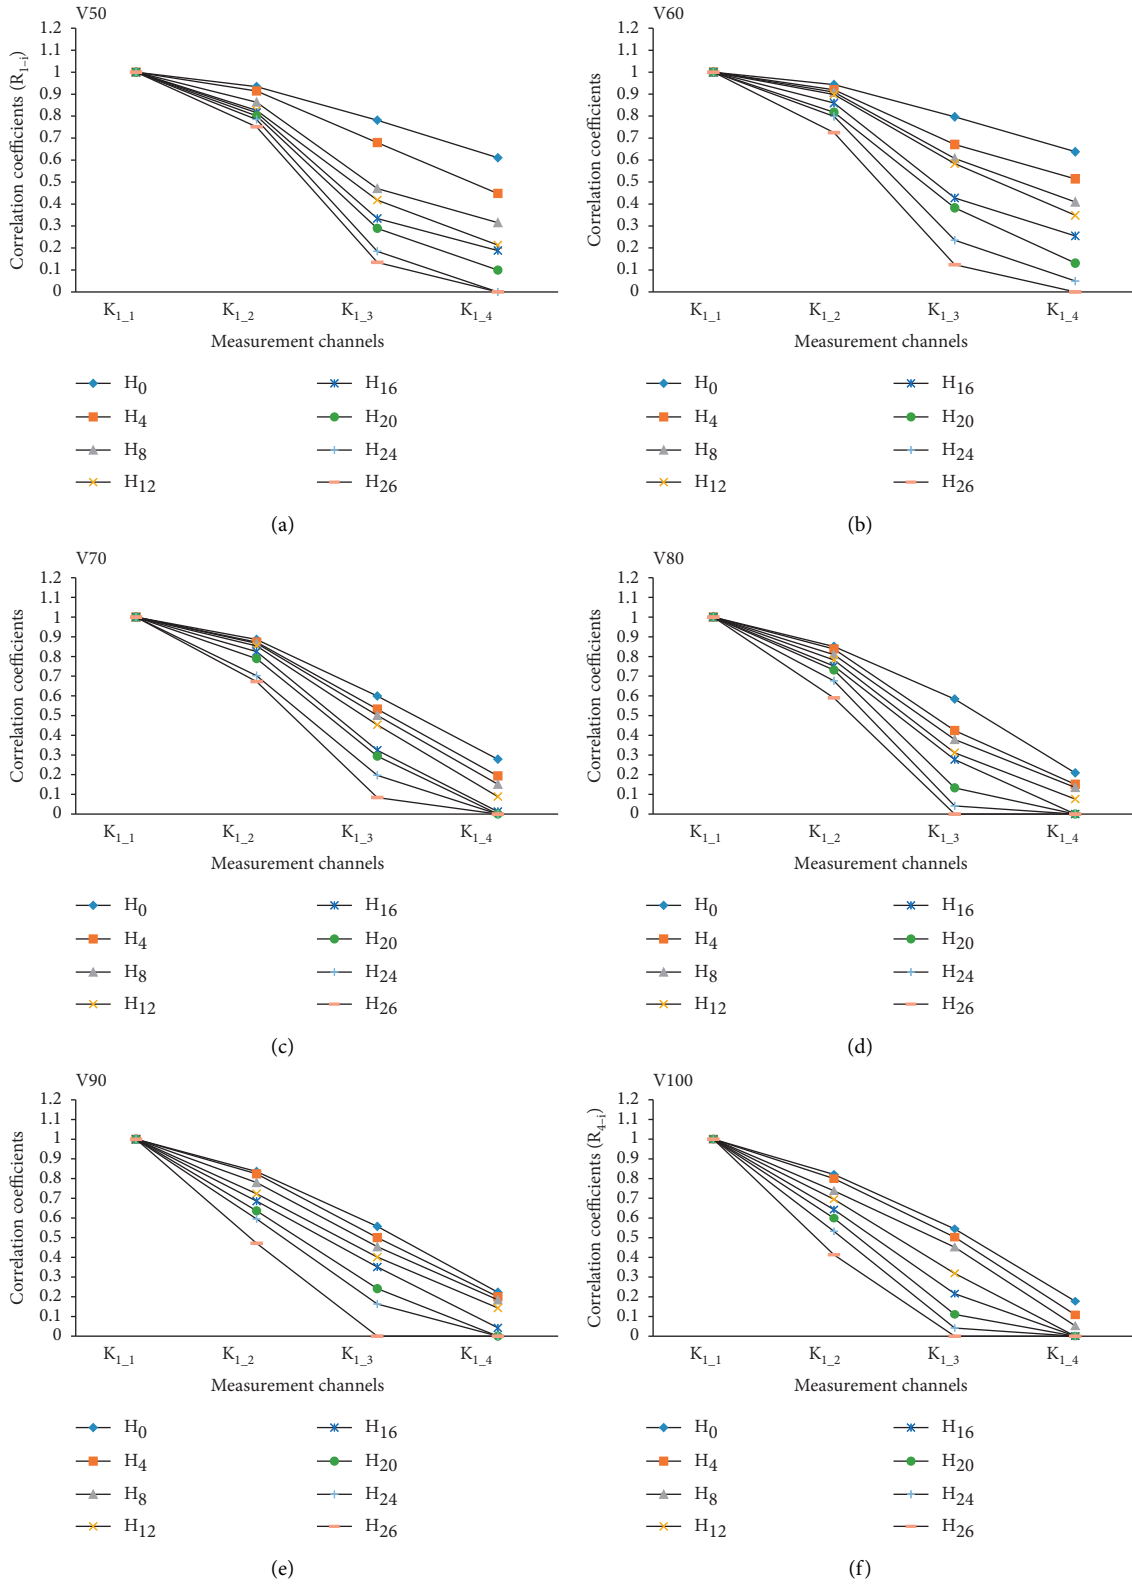 V50
1.2
1.1
1
0.9
0.8
0.7
0.6
0.5
0.4
0.3
0.2
0.1
0
Correlation coefficients (R1–i)
K1_1 K1_2 K1_3 K1_4
Measurement channels
H0 H16
H4 H20
H8 H24
H12 H26
(a)
V60
1.2
1.1
1
0.9
0.8
0.7
0.6
0.5
0.4
0.3
0.2
0.1
0
Correlation coefficients
K1_1 K1_2 K1_3 K1_4
Measurement channels
H0 H16
H4 H20
H8 H24
H12 H26
(b)
V70
1.2
1.1
1
0.9
0.8
0.7
0.6
0.5
0.4
0.3
0.2
0.1
0
Correlation coefficients
K1_1 K1_2 K1_3 K1_4
Measurement channels
H0 H16
H4 H20
H8 H24
H12 H26
(c)
V80
1.2
1.1
1
0.9
0.8
0.7
0.6
0.5
0.4
0.3
0.2
0.1
0
Correlation coefficients
K1_1 K1_2 K1_3 K1_4
Measurement channels
H0 H16
H4 H20
H8 H24
H12 H26
(d)
V90
1.2
1.1
1
0.9
0.8
0.7
0.6
0.5
0.4
0.3
0.2
0.1
0
Correlation coefficients
K1_1 K1_2 K1_3 K1_4
Measurement channels
H0 H16
H4 H20
H8 H24
H12 H26
(e)
V100
1.2
1.1
1
0.9
0.8
0.7
0.6
0.5
0.4
0.3
0.2
0.1
0
Correlation coefficients (R4–i)
K1_1 K1_2 K1_3 K1_4
Measurement channels
H0 H16
H4 H20
H8 H24
H12 H26
(f)